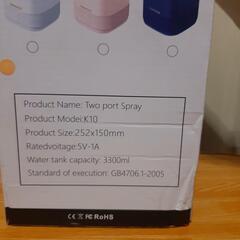 Product Name: Two port Spray
Product Model:K10
Product Size:252x150mm
Ratedvoltage:5V-1A
Water tank capacity: 3300ml
Standard of execution: GB4706.1-2005
CE FC RoHS